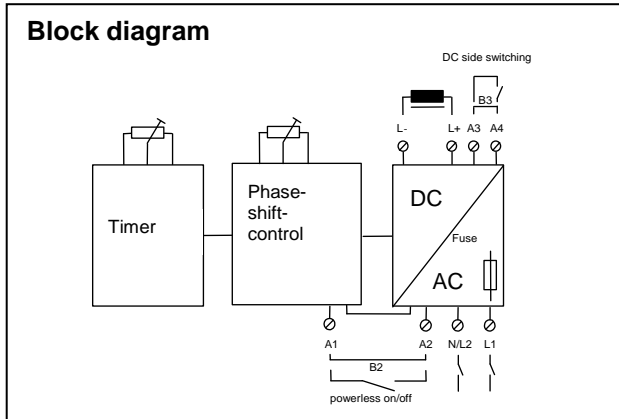 Block diagram
DC side switching
B3
L-
L+
A3
A4
Timer
Phase-
shift-
control
DC
Fuse
AC
A1
A2
N/L2
L1
B2
powerless on/off